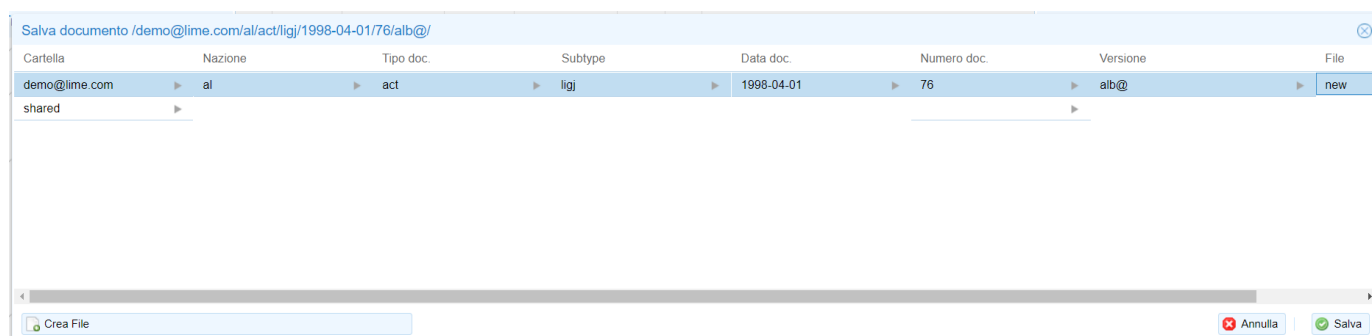 Salva documento /demo@lime.com/al/act/ligj/1998-04-01/76/alb@/
Cartella Nazione Tipo doc. Subtype Data doc. Numero doc. Versione File
demo@lime.com al act ligj 1998-04-01 76 alb@ new
shared
Crea File Annulla Salva